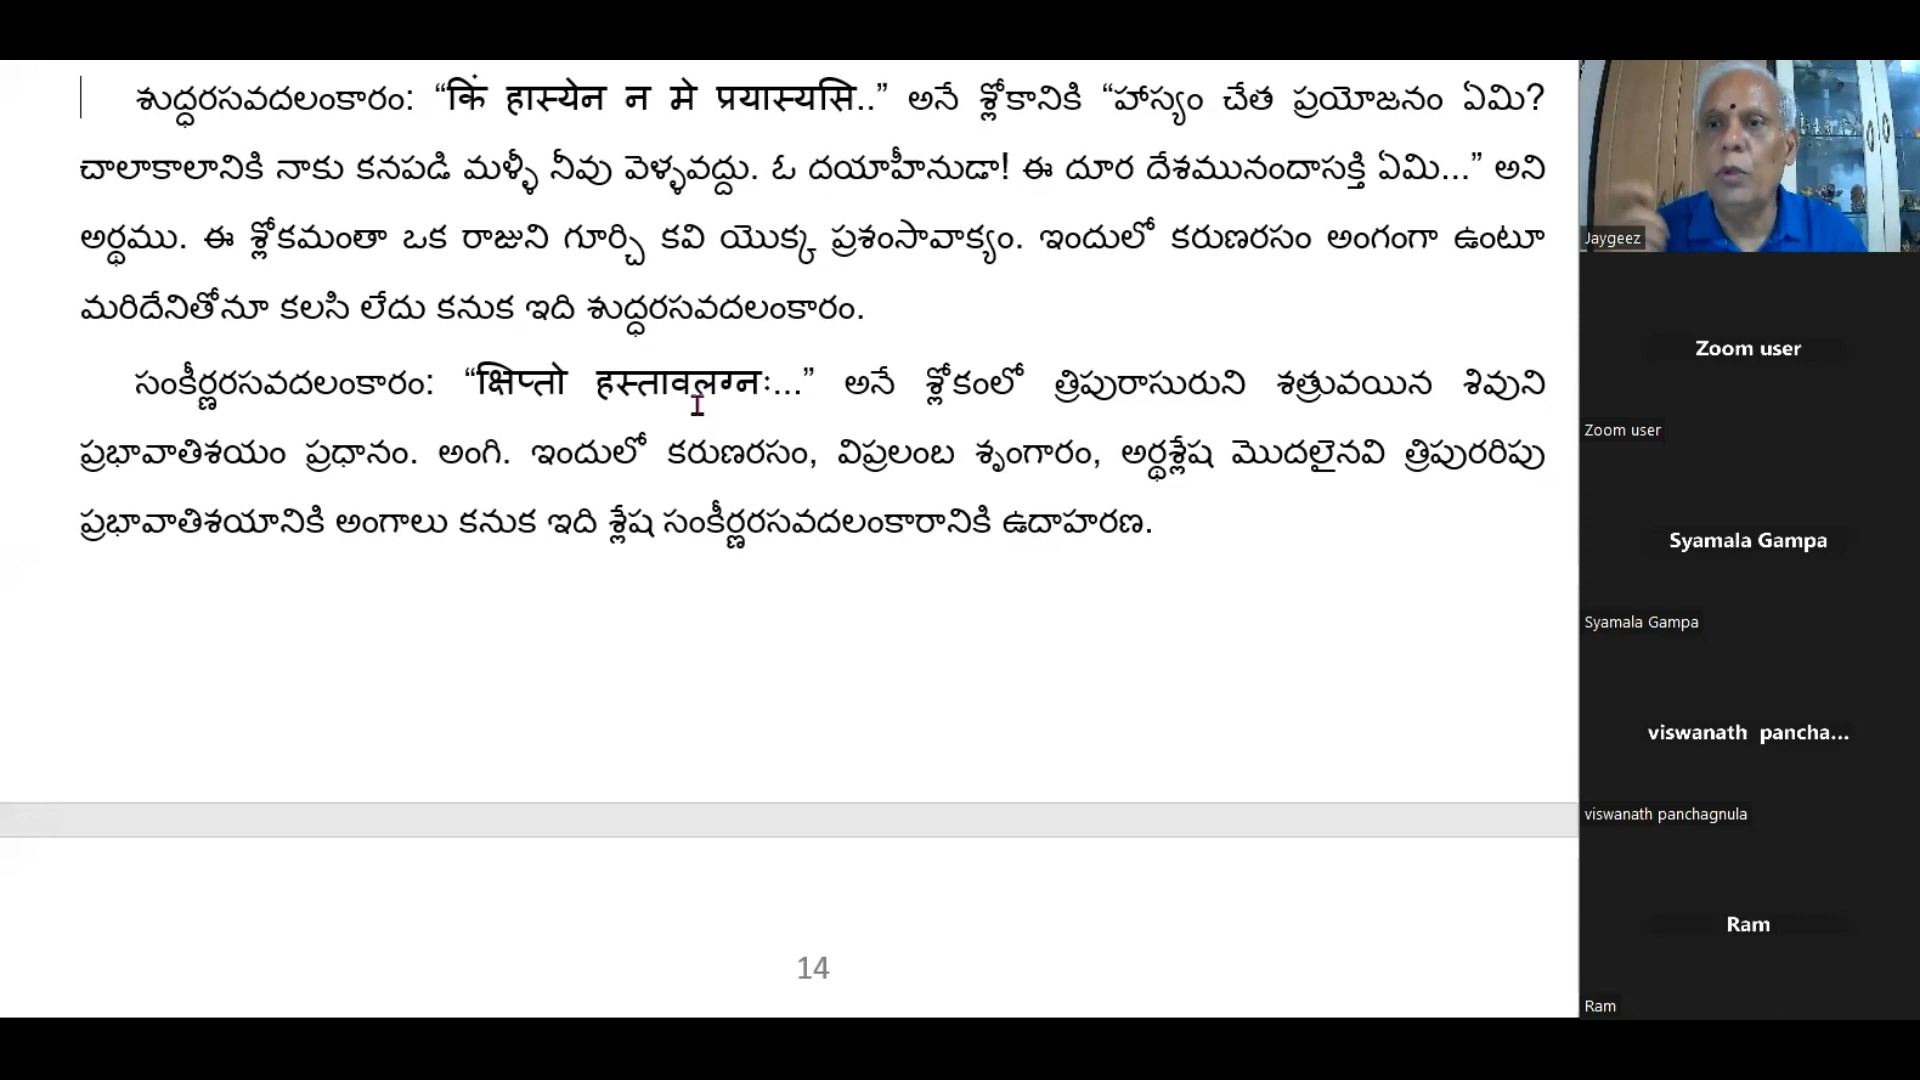 శుద్ధరసవదలంకారం: “किं हास्येन न मे प्रयास्यसि..” అనే శ్లోకానికి “హాస్యం చేత ప్రయోజనం ఏమి?
చాలాకాలానికి నాకు కనపడి మళ్ళీ నీవు వెళ్ళవద్దు. ఓ దయాహీనుడా! ఈ దూర దేశమునందాసక్తి ఏమి...” అని
అర్థము. ఈ శ్లోకమంతా ఒక రాజుని గూర్చి కవి యొక్క ప్రశంసావాక్యం. ఇందులో కరుణరసం అంగంగా ఉంటూ
మరిదేనితోనూ కలసి లేదు కనుక ఇది శుద్ధరసవదలంకారం.
సంకీర్ణరసవదలంకారం: “क्षिप्तो हस्तावलग्नः...” అనే శ్లోకంలో త్రిపురాసురుని శత్రువయిన శివుని
ప్రభావాతిశయం ప్రధానం. అంగి. ఇందులో కరుణరసం, విప్రలంబ శృంగారం, అర్థశ్లేష మొదలైనవి త్రిపురరిపు
ప్రభావాతిశయానికి అంగాలు కనుక ఇది శ్లేష సంకీర్ణరసవదలంకారానికి ఉదాహరణ.
14
Jaygeez
Zoom user
Zoom user
Syamala Gampa
Syamala Gampa
viswanath pancha...
viswanath panchagnula
Ram
Ram